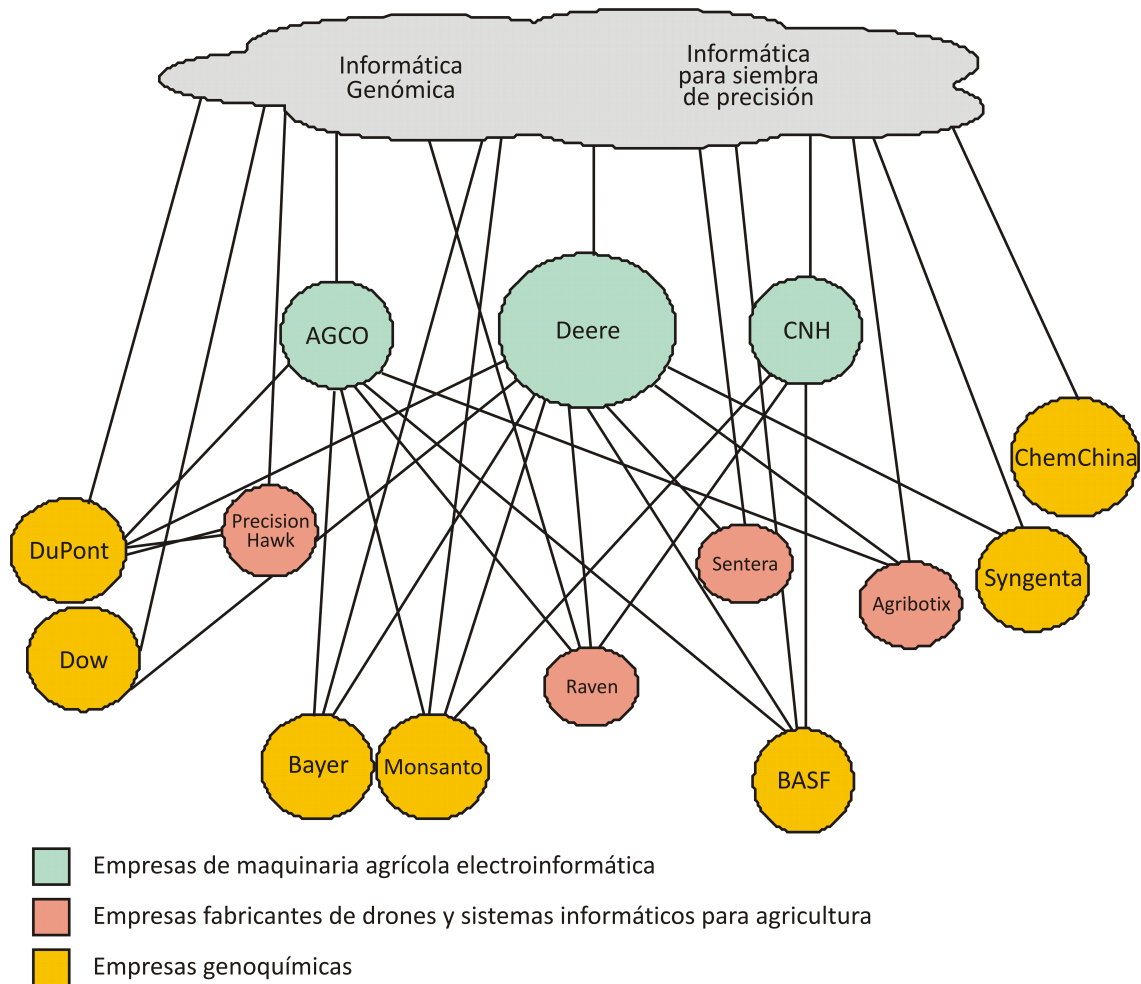 Informática
Genómica
Informática
para siembra
de precisión
AGCO
Deere
CNH
ChemChina
DuPont
Precision
Hawk
Sentera
Syngenta
Agribotix
Dow
Raven
Bayer
Monsanto
BASF
Empresas de maquinaria agrícola electroinformática
Empresas fabricantes de drones y sistemas informáticos para agricultura
Empresas genoquímicas